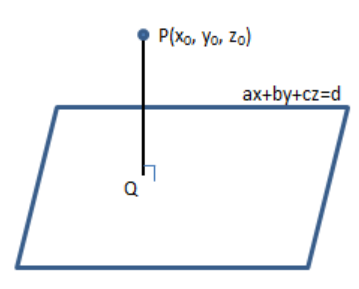 P(x₀, y₀, z₀)
ax+by+cz=d
Q